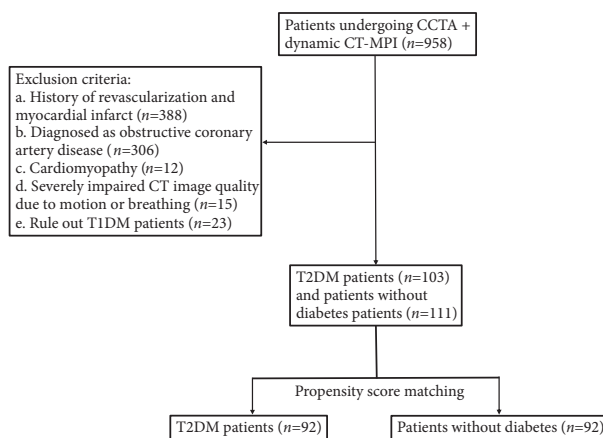 Patients undergoing CCTA +
dynamic CT-MPI (n=958)
Exclusion criteria:
a. History of revascularization and
myocardial infarct (n=388)
b. Diagnosed as obstructive coronary
artery disease (n=306)
c. Cardiomyopathy (n=12)
d. Severely impaired CT image quality
due to motion or breathing (n=15)
e. Rule out T1DM patients (n=23)
T2DM patients (n=103)
and patients without
diabetes patients (n=111)
Propensity score matching
T2DM patients (n=92)
Patients without diabetes (n=92)